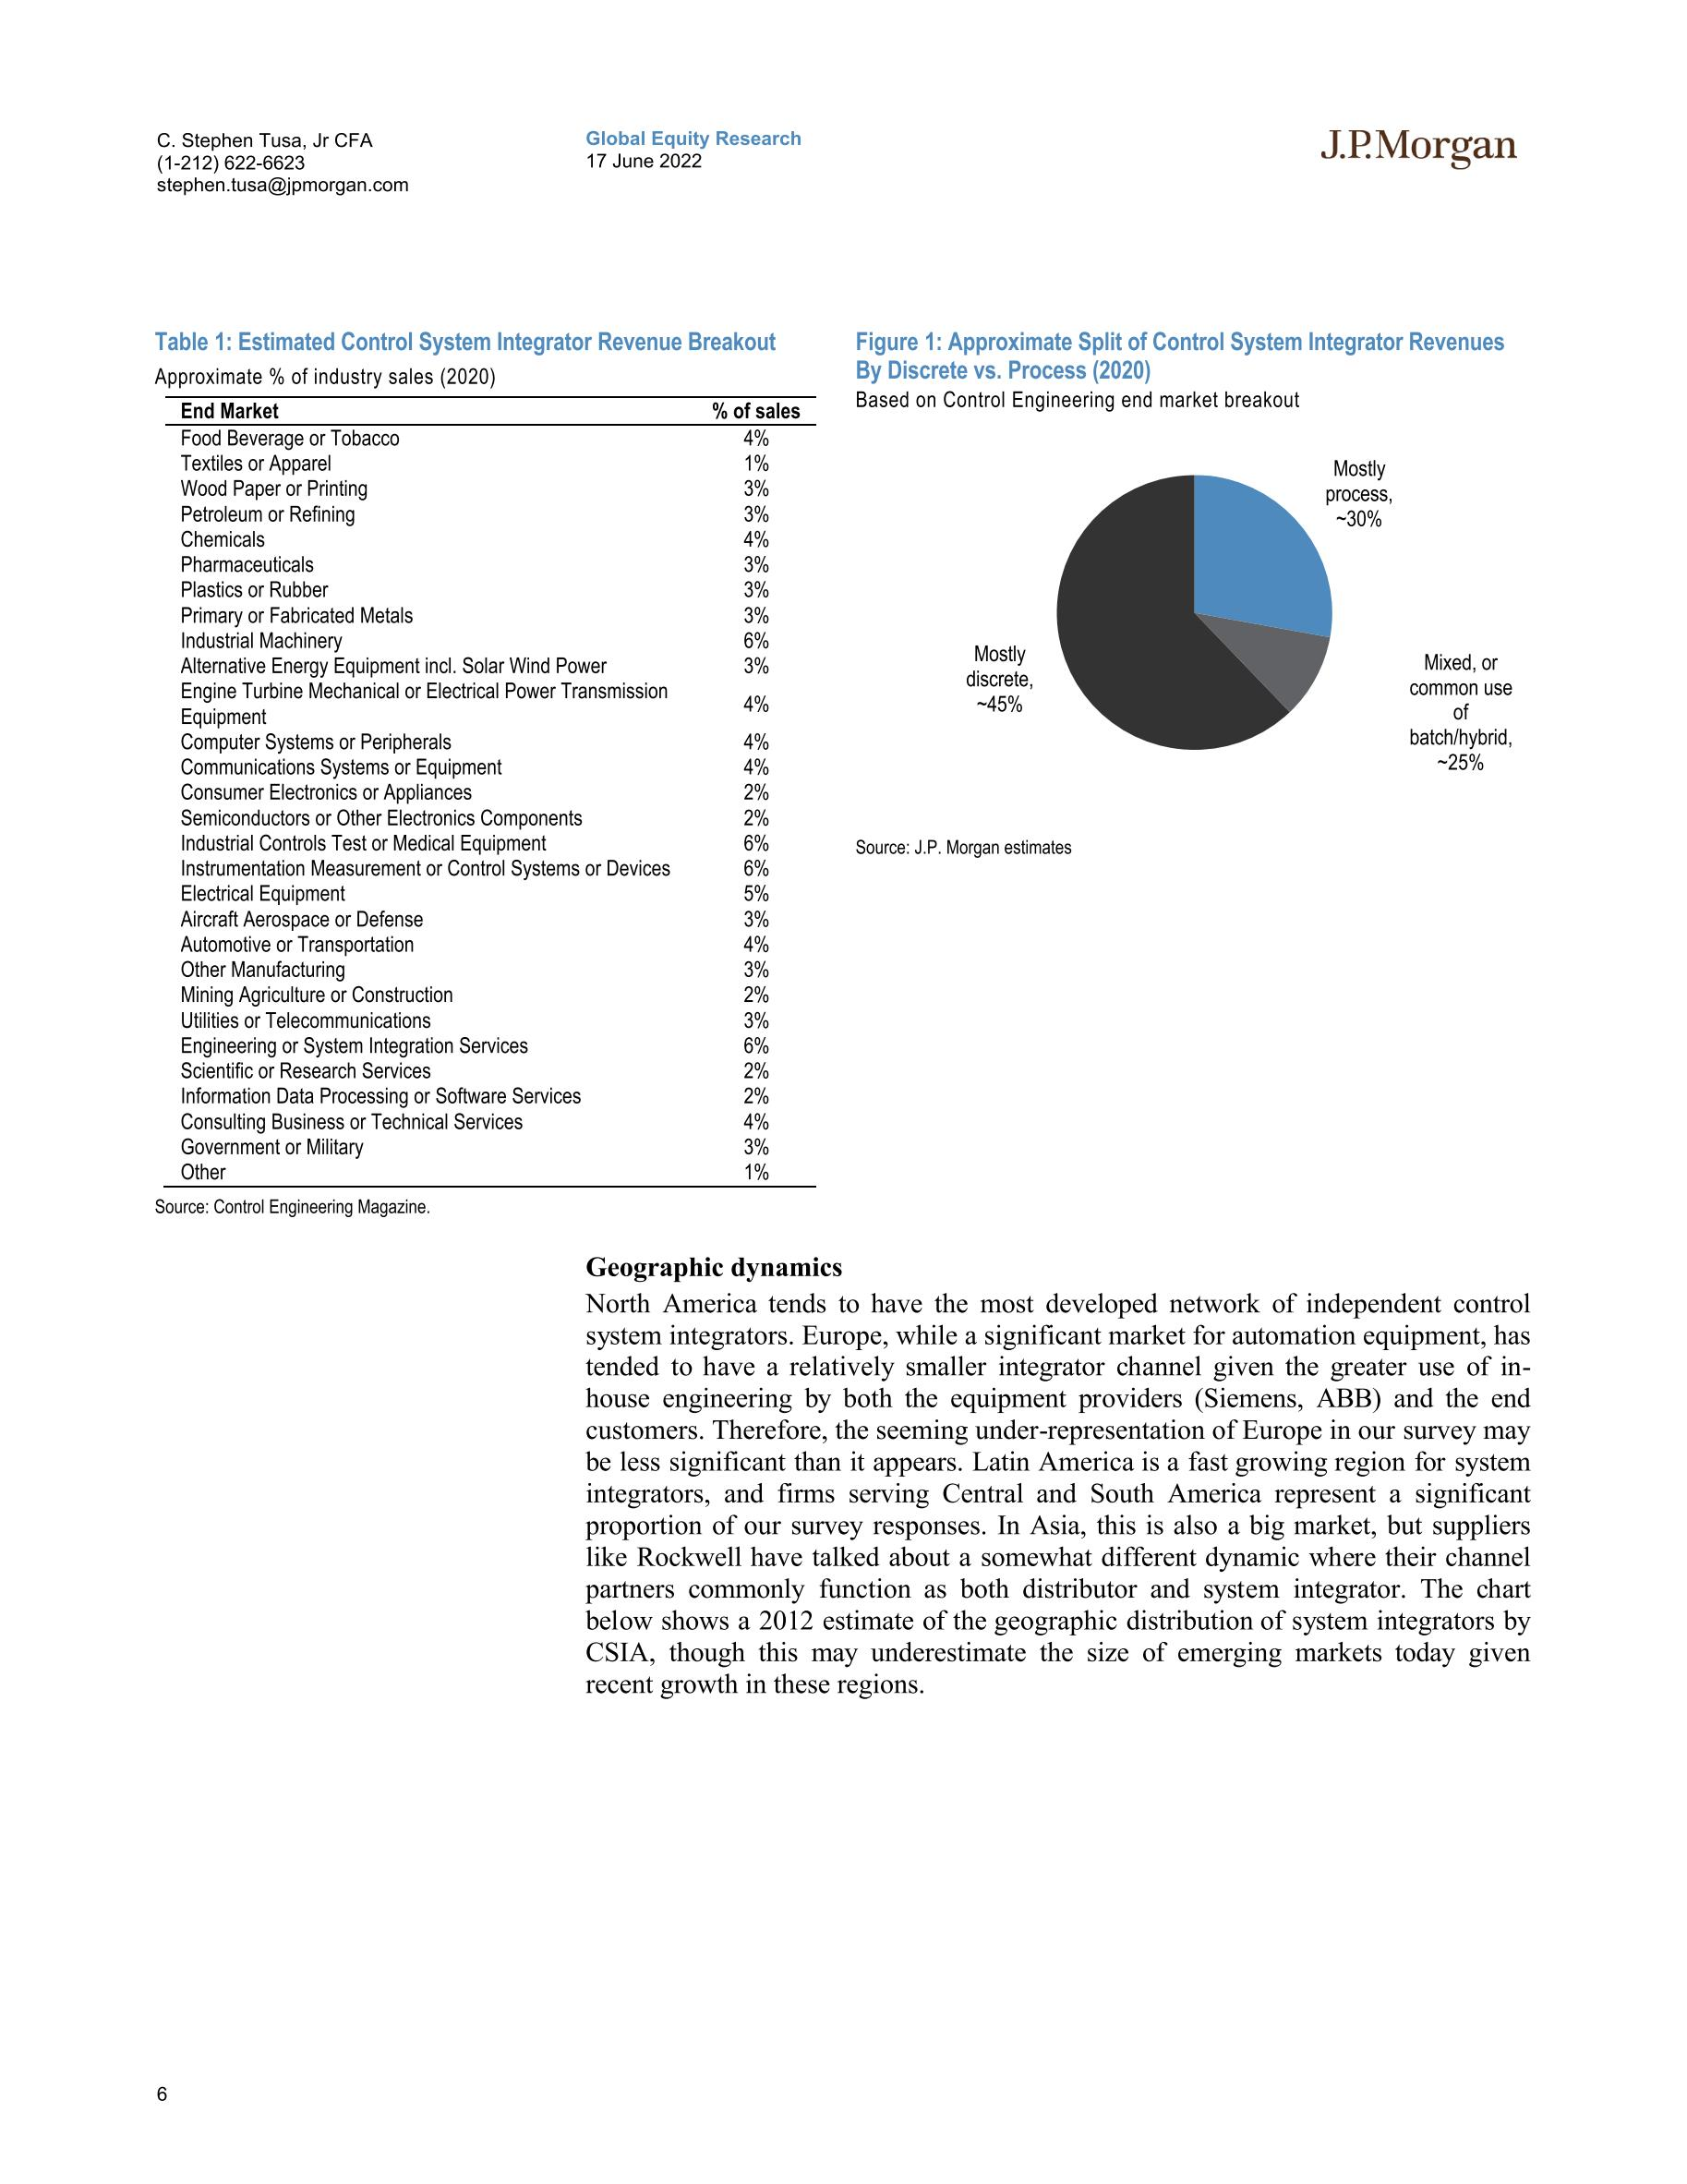 C. Stephen Tusa, Jr CFA
(1-212) 622-6623
stephen.tusa@jpmorgan.com
Global Equity Research
17 June 2022
J.P.Morgan
Table 1: Estimated Control System Integrator Revenue Breakout
Approximate % of industry sales (2020)
End Market % of sales
Food Beverage or Tobacco 4%
Textiles or Apparel 1%
Wood Paper or Printing 3%
Petroleum or Refining 3%
Chemicals 4%
Pharmaceuticals 3%
Plastics or Rubber 3%
Primary or Fabricated Metals 3%
Industrial Machinery 6%
Alternative Energy Equipment incl. Solar Wind Power 3%
Engine Turbine Mechanical or Electrical Power Transmission
Equipment 4%
Computer Systems or Peripherals 4%
Communications Systems or Equipment 4%
Consumer Electronics or Appliances 2%
Semiconductors or Other Electronics Components 2%
Industrial Controls Test or Medical Equipment 6%
Instrumentation Measurement or Control Systems or Devices 6%
Electrical Equipment 5%
Aircraft Aerospace or Defense 3%
Automotive or Transportation 4%
Other Manufacturing 3%
Mining Agriculture or Construction 2%
Utilities or Telecommunications 3%
Engineering or System Integration Services 6%
Scientific or Research Services 2%
Information Data Processing or Software Services 2%
Consulting Business or Technical Services 4%
Government or Military 3%
Other 1%
Source: Control Engineering Magazine.
Figure 1: Approximate Split of Control System Integrator Revenues
By Discrete vs. Process (2020)
Based on Control Engineering end market breakout
Mostly
process,
~30%
Mostly
discrete,
~45%
Mixed, or
common use
of
batch/hybrid,
~25%
Source: J.P. Morgan estimates
Geographic dynamics
North America tends to have the most developed network of independent control
system integrators. Europe, while a significant market for automation equipment, has
tended to have a relatively smaller integrator channel given the greater use of in-
house engineering by both the equipment providers (Siemens, ABB) and the end
customers. Therefore, the seeming under-representation of Europe in our survey may
be less significant than it appears. Latin America is a fast growing region for system
integrators, and firms serving Central and South America represent a significant
proportion of our survey responses. In Asia, this is also a big market, but suppliers
like Rockwell have talked about a somewhat different dynamic where their channel
partners commonly function as both distributor and system integrator. The chart
below shows a 2012 estimate of the geographic distribution of system integrators by
CSIA, though this may underestimate the size of emerging markets today given
recent growth in these regions.
6